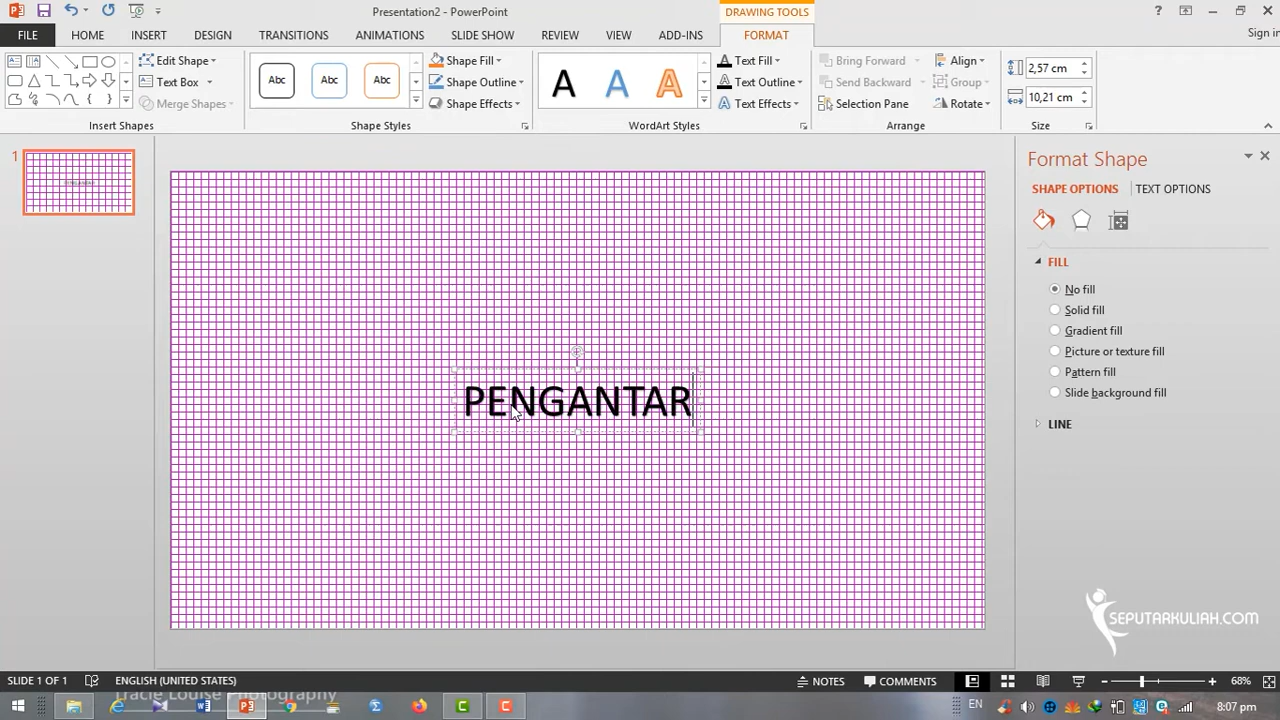 Presentation2 - PowerPoint
DRAWING TOOLS
FILE HOME INSERT DESIGN TRANSITIONS ANIMATIONS SLIDE SHOW REVIEW VIEW ADD-INS FORMAT
Edit Shape
Text Box
Merge Shapes
Insert Shapes
Abc Abc Abc
Shape Fill
Shape Outline
Shape Effects
Shape Styles
A A A
Text Fill
Text Outline
Text Effects
WordArt Styles
Bring Forward
Send Backward
Selection Pane
Align
Group
Rotate
Arrange
2,57 cm
10,21 cm
Size
1
PENGANTAR
PENGANTAR
Format Shape
SHAPE OPTIONS TEXT OPTIONS
FILL
No fill
Solid fill
Gradient fill
Picture or texture fill
Pattern fill
Slide background fill
LINE
SEPUTARKULIAH.COM
SLIDE 1 OF 1 ENGLISH (UNITED STATES) NOTES COMMENTS 68%
Tracie Louise Photography
EN 8:07 pm